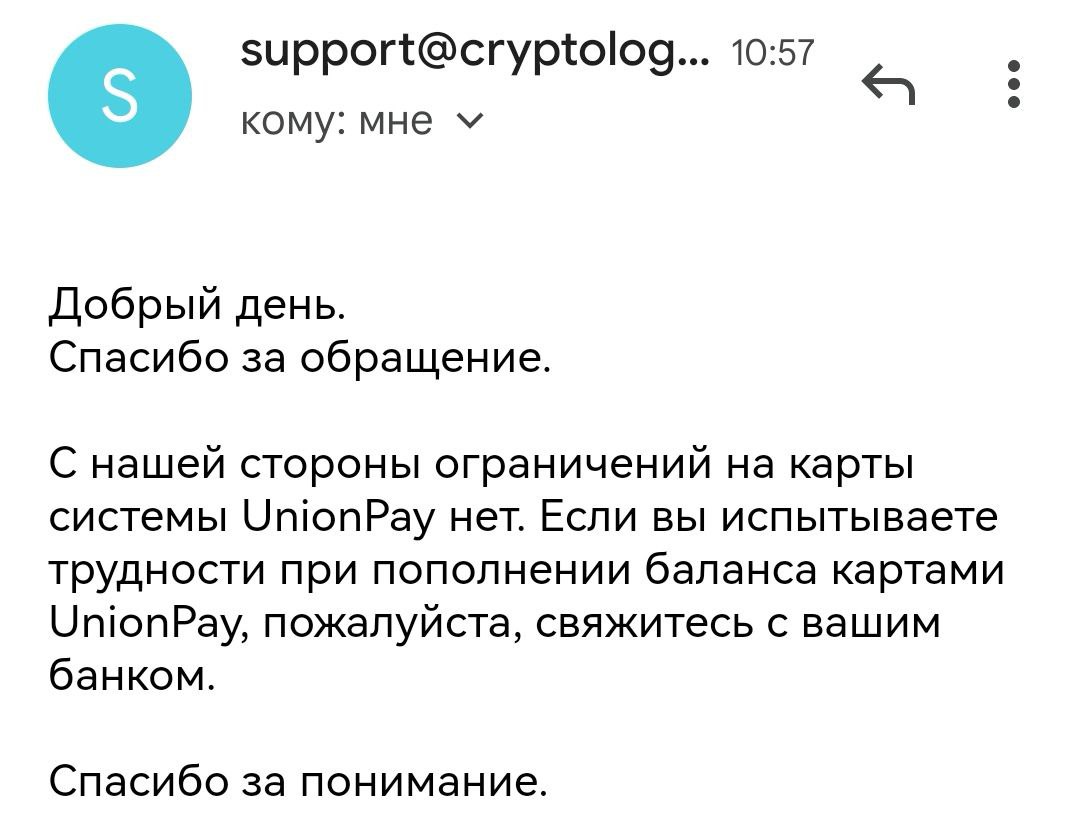 S
support@cryptolog... 10:57
кому: мне
Добрый день.
Спасибо за обращение.
С нашей стороны ограничений на карты
системы UnionPay нет. Если вы испытываете
трудности при пополнении баланса картами
UnionPay, пожалуйста, свяжитесь с вашим
банком.
Спасибо за понимание.